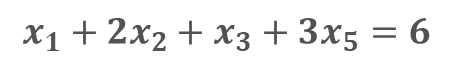 x₁ + 2x₂ + x₃ + 3x₅ = 6